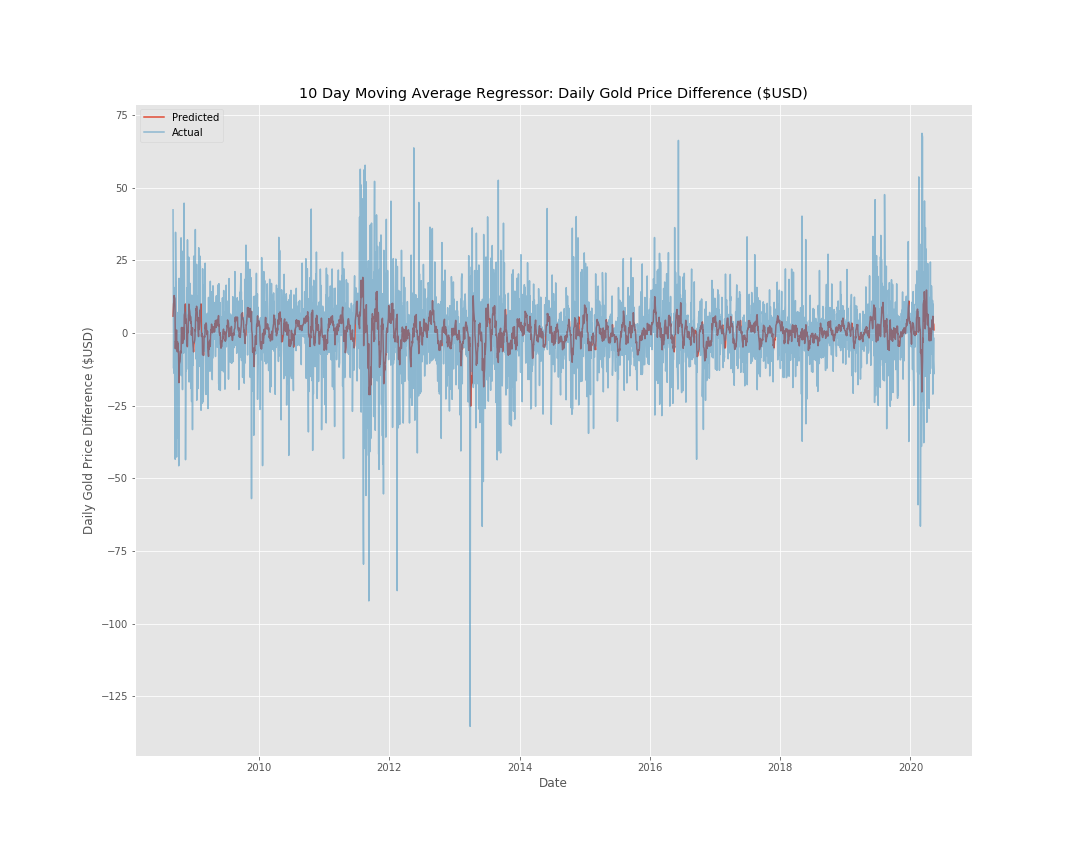 10 Day Moving Average Regressor: Daily Gold Price Difference ($USD)
Predicted
Actual
75
50
25
0
−25
−50
−75
−100
−125
Daily Gold Price Difference ($USD)
2010 2012 2014 2016 2018 2020
Date